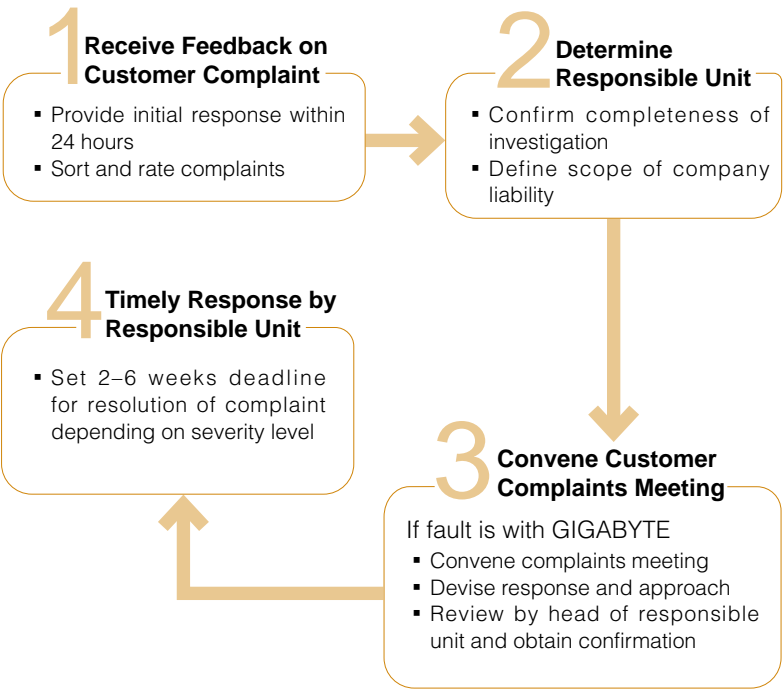 1
Receive Feedback on
Customer Complaint
▪ Provide initial response within
24 hours
▪ Sort and rate complaints
2
Determine
Responsible Unit
▪ Confirm completeness of
investigation
▪ Define scope of company
liability
3
Convene Customer
Complaints Meeting
If fault is with GIGABYTE
▪ Convene complaints meeting
▪ Devise response and approach
▪ Review by head of responsible
unit and obtain confirmation
4
Timely Response by
Responsible Unit
▪ Set 2–6 weeks deadline
for resolution of complaint
depending on severity level